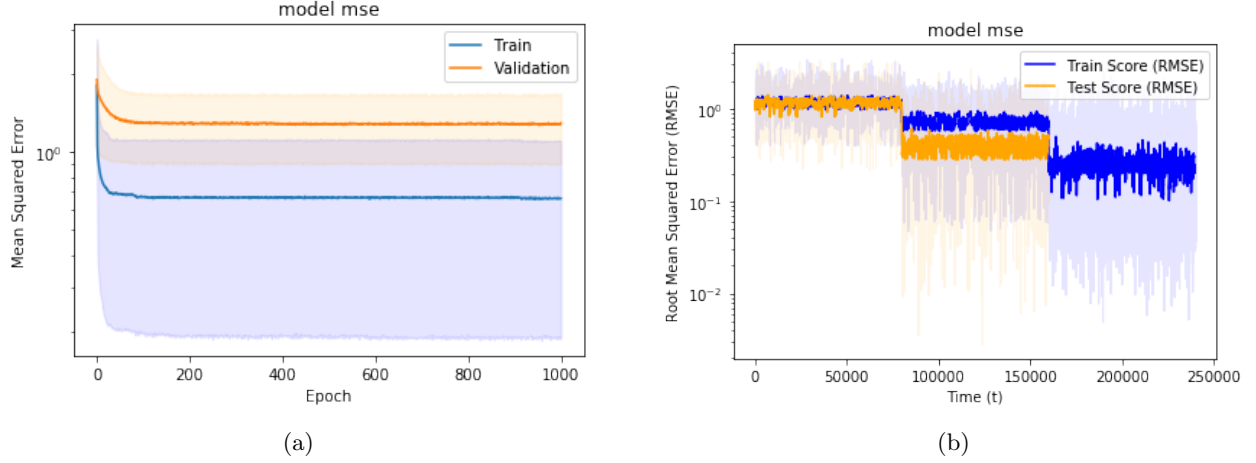 model mse
Train
Validation
10⁰
Mean Squared Error
0 200 400 600 800 1000
Epoch
(a)
model mse
Train Score (RMSE)
Test Score (RMSE)
10⁰
10⁻¹
10⁻²
Root Mean Squared Error (RMSE)
0 50000 100000 150000 200000 250000
Time (t)
(b)